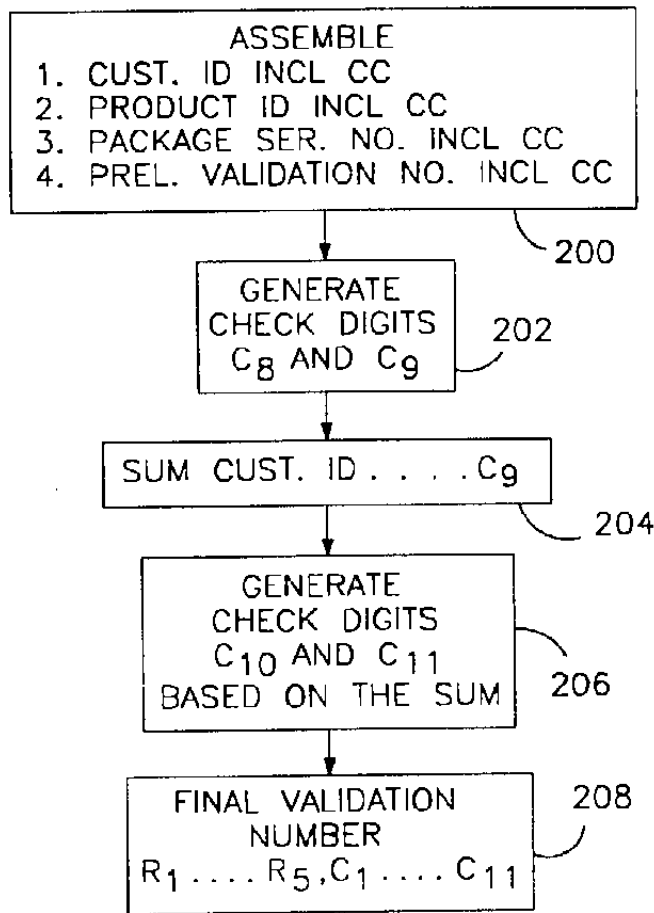 ASSEMBLE
1. CUST. ID INCL CC
2. PRODUCT ID INCL CC
3. PACKAGE SER. NO. INCL CC
4. PREL. VALIDATION NO. INCL CC
200
GENERATE
CHECK DIGITS
C8 AND C9
202
SUM CUST. ID . . . . C9
204
GENERATE
CHECK DIGITS
C10 AND C11
BASED ON THE SUM
206
FINAL VALIDATION
NUMBER
R1 . . . . R5,C1 . . . . C11
208